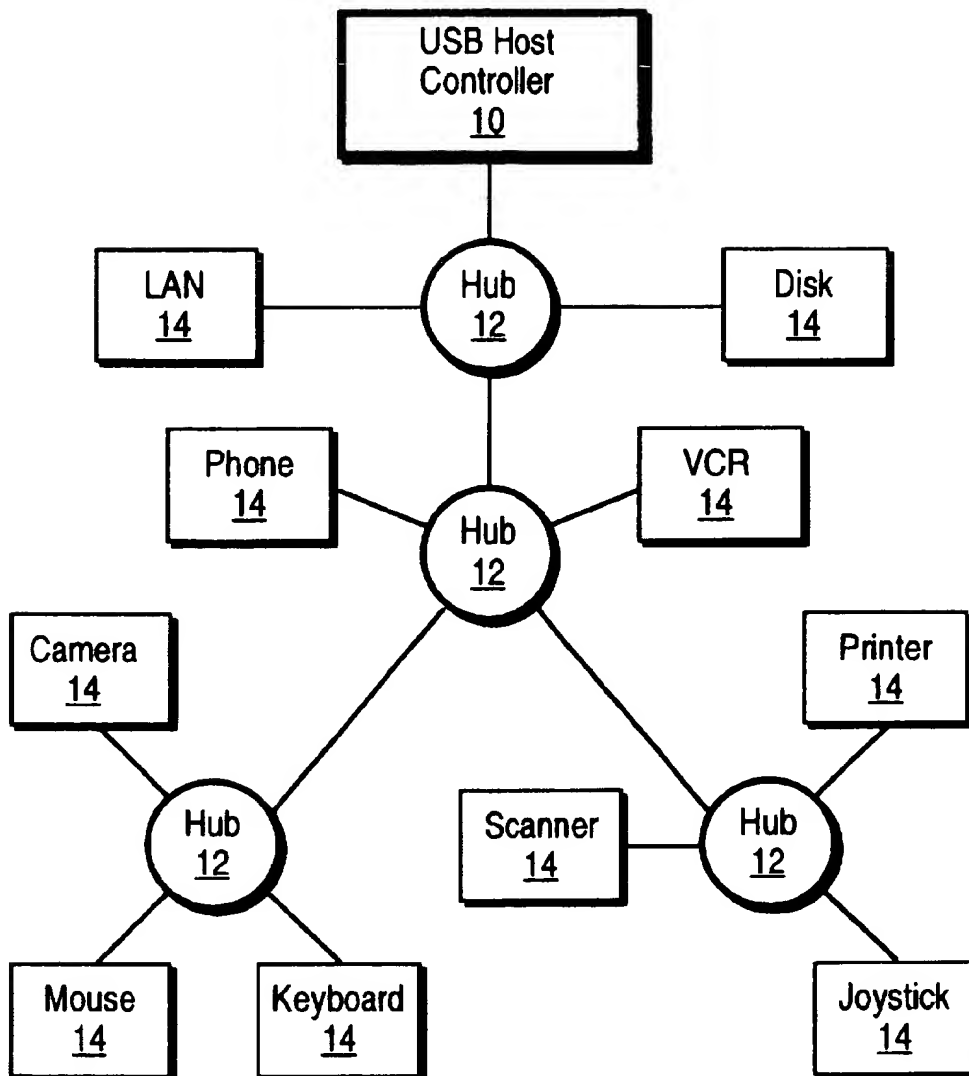 USB Host
Controller
10
LAN
14
Hub
12
Disk
14
Phone
14
Hub
12
VCR
14
Camera
14
Printer
14
Hub
12
Scanner
14
Hub
12
Mouse
14
Keyboard
14
Joystick
14